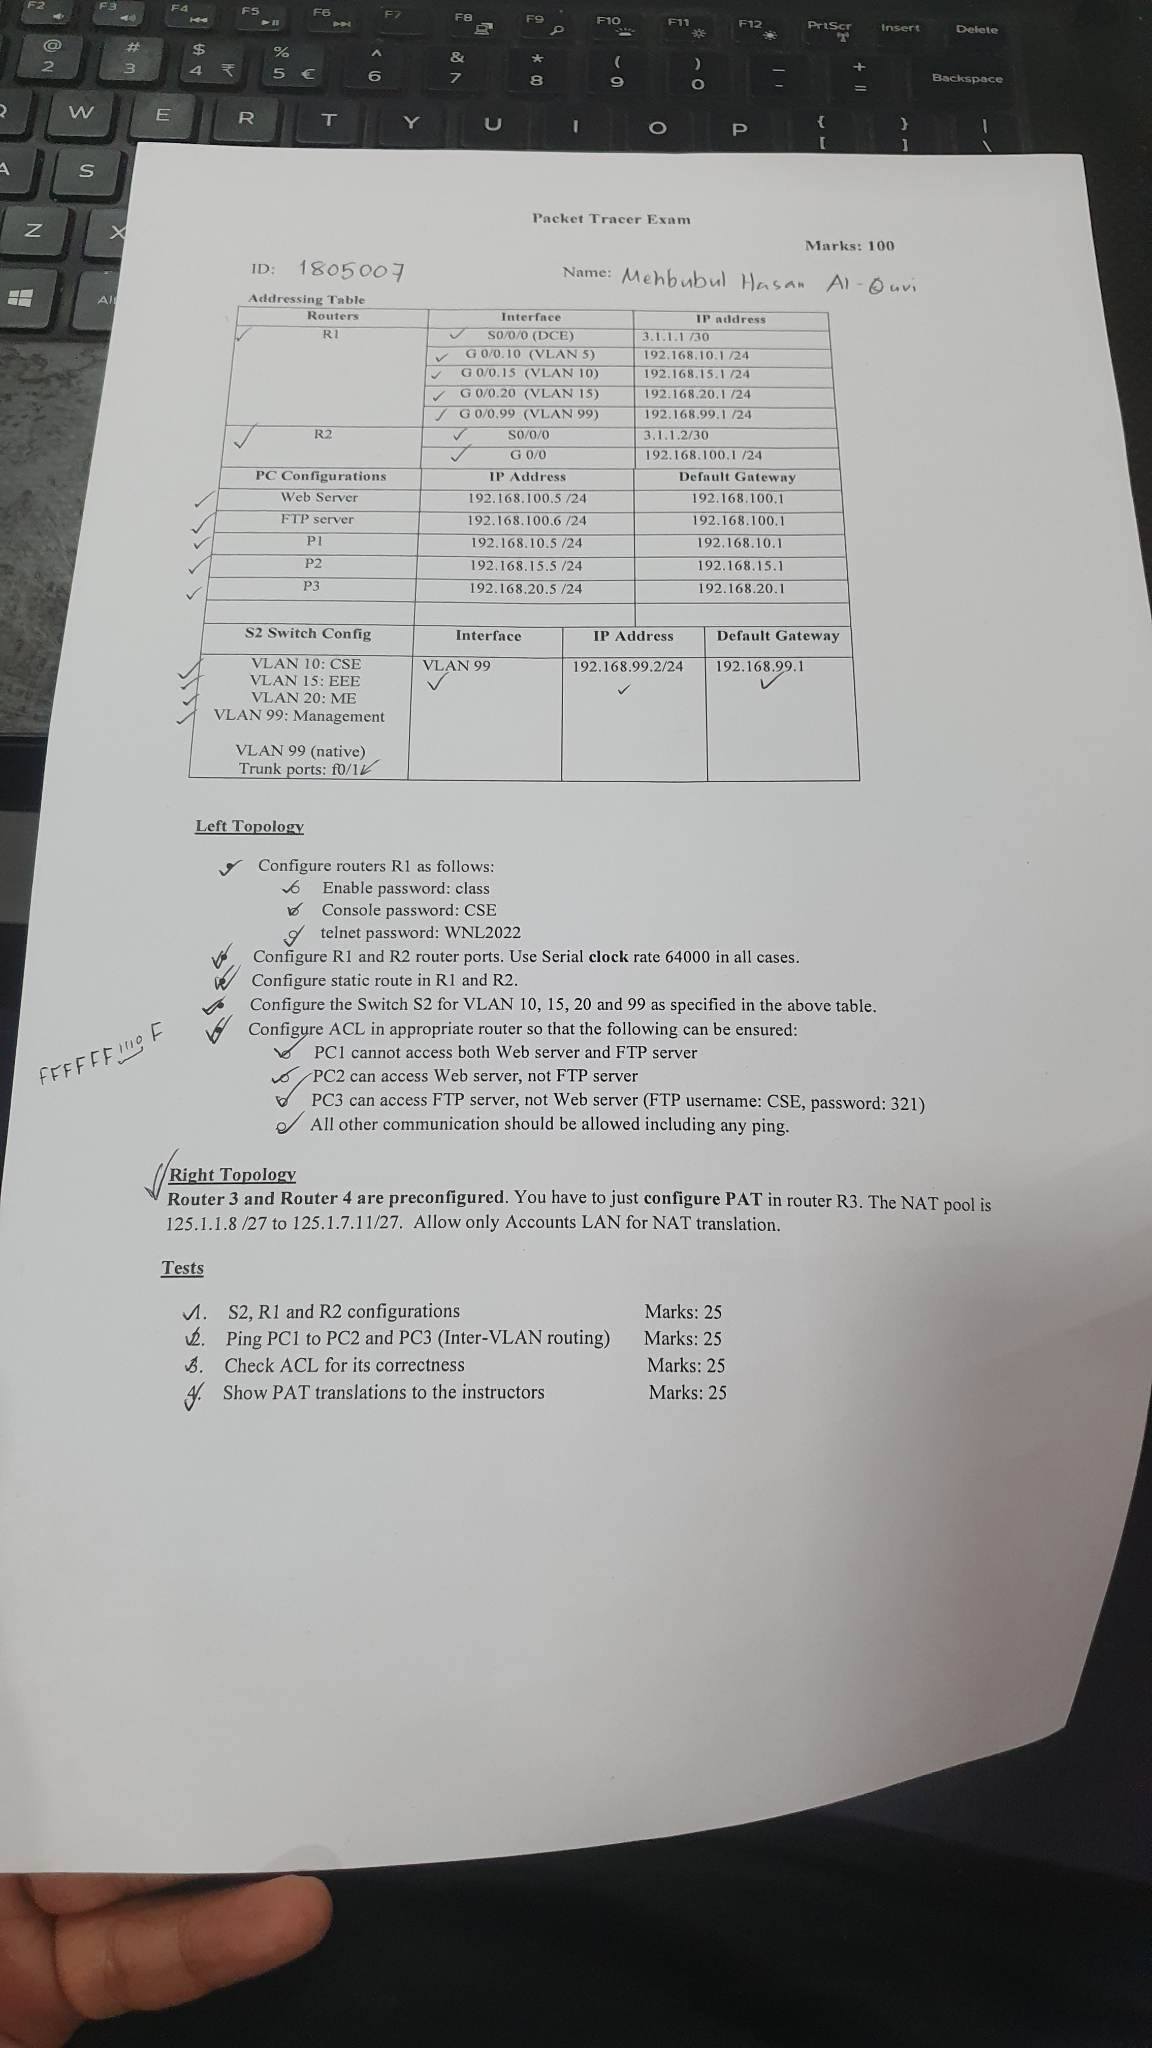 F2 F3 F4 F5 F6 F7 F8 F9 F10 F11 F12 PrtScr Insert Delete
@ # $ % ^ & * ( ) _ + Backspace
2 3 4 ₹ 5 € 6 7 8 9 0 - =
W E R T Y U I O P { [ } ] | \
A S
Z X
Packet Tracer Exam
Marks: 100
ID: 1805007 Name: Mehbubul Hasan Al-Quvi
Addressing Table
Routers Interface IP address
R1 S0/0/0 (DCE) 3.1.1.1 /30
G 0/0.10 (VLAN 5) 192.168.10.1 /24
G 0/0.15 (VLAN 10) 192.168.15.1 /24
G 0/0.20 (VLAN 15) 192.168.20.1 /24
G 0/0.99 (VLAN 99) 192.168.99.1 /24
R2 S0/0/0 3.1.1.2/30
G 0/0 192.168.100.1 /24
PC Configurations IP Address Default Gateway
Web Server 192.168.100.5 /24 192.168.100.1
FTP server 192.168.100.6 /24 192.168.100.1
P1 192.168.10.5 /24 192.168.10.1
P2 192.168.15.5 /24 192.168.15.1
P3 192.168.20.5 /24 192.168.20.1
S2 Switch Config Interface IP Address Default Gateway
VLAN 10: CSE VLAN 99 192.168.99.2/24 192.168.99.1
VLAN 15: EEE
VLAN 20: ME
VLAN 99: Management
VLAN 99 (native)
Trunk ports: f0/1
Left Topology
Configure routers R1 as follows:
Enable password: class
Console password: CSE
telnet password: WNL2022
Configure R1 and R2 router ports. Use Serial clock rate 64000 in all cases.
Configure static route in R1 and R2.
Configure the Switch S2 for VLAN 10, 15, 20 and 99 as specified in the above table.
Configure ACL in appropriate router so that the following can be ensured:
FFFFFF1110 F
PC1 cannot access both Web server and FTP server
PC2 can access Web server, not FTP server
PC3 can access FTP server, not Web server (FTP username: CSE, password: 321)
All other communication should be allowed including any ping.
Right Topology
Router 3 and Router 4 are preconfigured. You have to just configure PAT in router R3. The NAT pool is
125.1.1.8 /27 to 125.1.7.11/27. Allow only Accounts LAN for NAT translation.
Tests
1. S2, R1 and R2 configurations Marks: 25
2. Ping PC1 to PC2 and PC3 (Inter-VLAN routing) Marks: 25
3. Check ACL for its correctness Marks: 25
4. Show PAT translations to the instructors Marks: 25